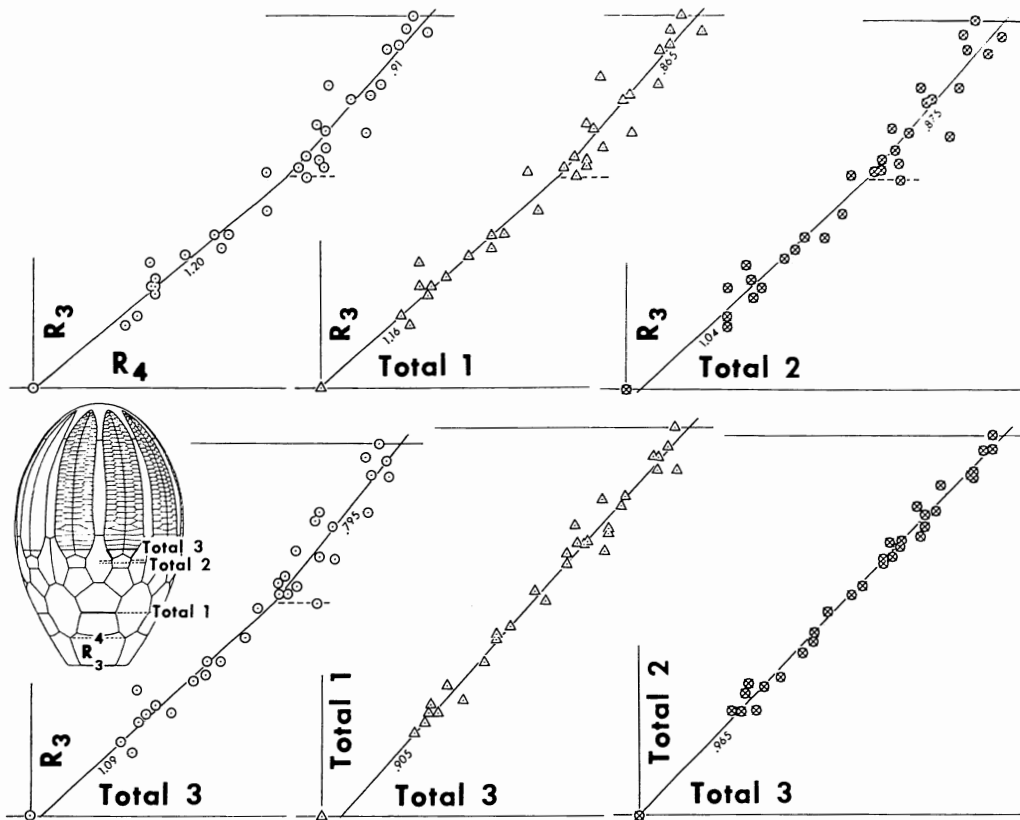 .91
1.20
R3
R4
.865
1.16
R3
Total 1
.875
1.04
R3
Total 2
Total 3
Total 2
Total 1
4
R
3
.795
1.09
R3
Total 3
.905
Total 1
Total 3
.965
Total 2
Total 3